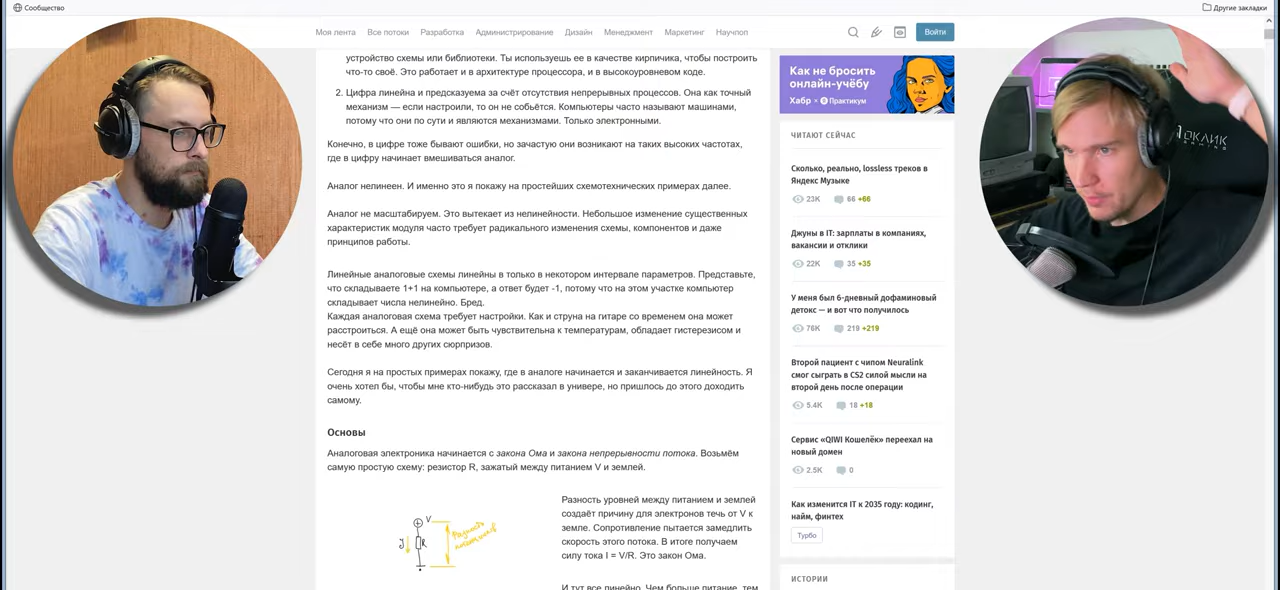 Сообщество
Другие закладки
Моя лента Все потоки Разработка Администрирование Дизайн Менеджмент Маркетинг Научпоп
Войти
устройство схемы или библиотеки. Ты используешь ее в качестве кирпичика, чтобы построить
что-то своё. Это работает и в архитектуре процессора, и в высокоуровневом коде.
2. Цифра линейна и предсказуема за счёт отсутствия непрерывных процессов. Она как точный
механизм — если настроили, то он не собьётся. Компьютеры часто называют машинами,
потому что они по сути и являются механизмами. Только электронными.
Конечно, в цифре тоже бывают ошибки, но зачастую они возникают на таких высоких частотах,
где в цифру начинает вмешиваться аналог.
Аналог нелинеен. И именно это я покажу на простейших схемотехнических примерах далее.
Аналог не масштабируем. Это вытекает из нелинейности. Небольшое изменение существенных
характеристик модуля часто требует радикального изменения схемы, компонентов и даже
принципов работы.
Линейные аналоговые схемы линейны в только в некотором интервале параметров. Представьте,
что складываете 1+1 на компьютере, а ответ будет -1, потому что на этом участке компьютер
складывает числа нелинейно. Бред.
Каждая аналоговая схема требует настройки. Как и струна на гитаре со временем она может
расстроиться. А ещё она может быть чувствительна к температурам, обладает гистерезисом и
несёт в себе много других сюрпризов.
Сегодня я на простых примерах покажу, где в аналоге начинается и заканчивается линейность. Я
очень хотел бы, чтобы мне кто-нибудь это рассказал в универе, но пришлось до этого доходить
самому.
Основы
Аналоговая электроника начинается с закона Ома и закона непрерывности потока. Возьмём
самую простую схему: резистор R, зажатый между питанием V и землей.
V
R
Разность
потенциалов
Разность уровней между питанием и землей
создаёт причину для электронов течь от V к
земле. Сопротивление пытается замедлить
скорость этого потока. В итоге получаем
силу тока I = V/R. Это закон Ома.
И тут все линейно. Чем больше питание, тем
Как не бросить
онлайн-учёбу
Хабр × Практикум
ЧИТАЮТ СЕЙЧАС
Сколько, реально, lossless треков в
Яндекс Музыке
23K 66 +66
Джуны в IT: зарплаты в компаниях,
вакансии и отклики
22K 35 +35
У меня был 6-дневный дофаминовый
детокс — и вот что получилось
76K 219 +219
Второй пациент с чипом Neuralink
смог сыграть в CS2 силой мысли на
второй день после операции
5.4K 18 +18
Сервис «QIWI Кошелёк» переехал на
новый домен
2.5K 0
Как изменится IT к 2035 году: кодинг,
найм, финтех
Турбо
ИСТОРИИ
ОКЛИК